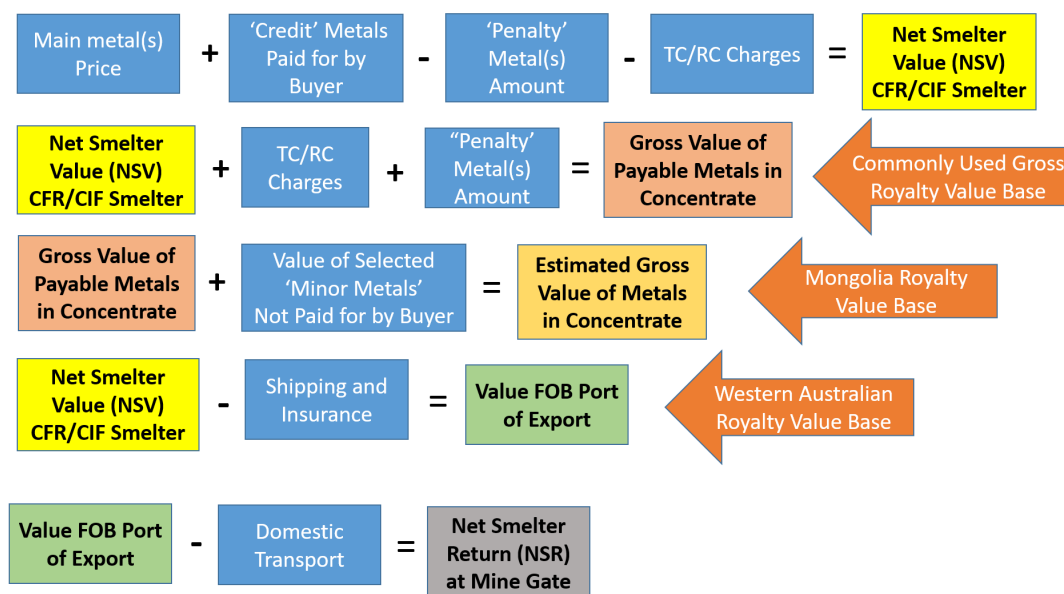 Main metal(s)
Price
+
‘Credit’ Metals
Paid for by
Buyer
-
‘Penalty’
Metal(s)
Amount
-
TC/RC Charges
=
Net Smelter
Value (NSV)
CFR/CIF Smelter
Net Smelter
Value (NSV)
CFR/CIF Smelter
+
TC/RC
Charges
+
“Penalty’
Metal(s)
Amount
=
Gross Value of
Payable Metals in
Concentrate
Commonly Used Gross
Royalty Value Base
Gross Value of
Payable Metals
in Concentrate
+
Value of Selected
‘Minor Metals’
Not Paid for by Buyer
=
Estimated Gross
Value of Metals
in Concentrate
Mongolia Royalty
Value Base
Net Smelter
Value (NSV)
CFR/CIF Smelter
-
Shipping and
Insurance
=
Value FOB Port
of Export
Western Australian
Royalty Value Base
Value FOB Port
of Export
-
Domestic
Transport
=
Net Smelter
Return (NSR)
at Mine Gate